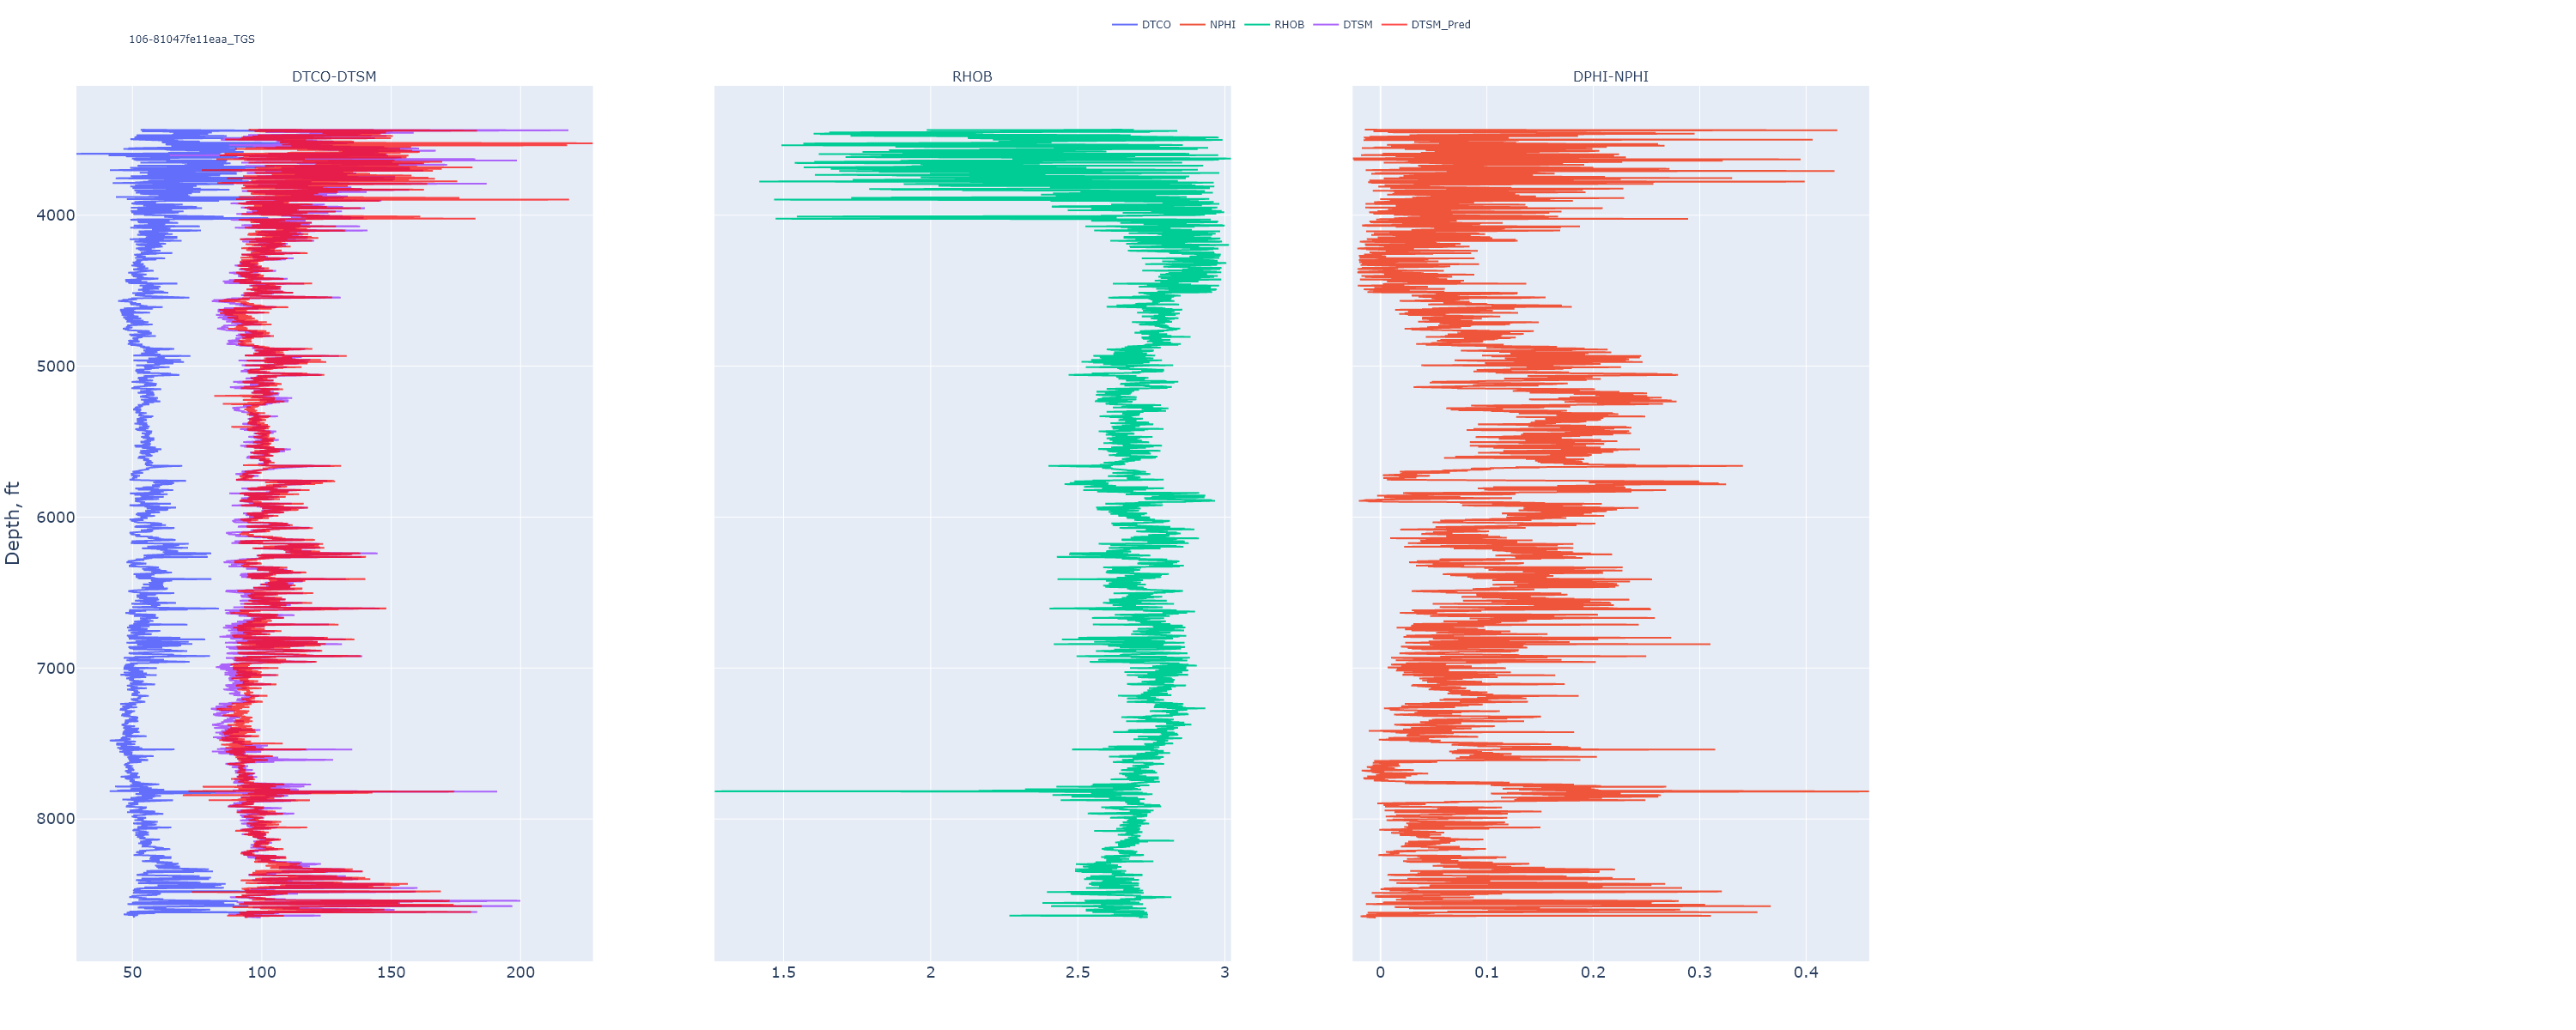 DTCO NPHI RHOB DTSM DTSM_Pred
106-81047fe11eaa_TGS
DTCO-DTSM RHOB DPHI-NPHI
Depth, ft
4000
5000
6000
7000
8000
50 100 150 200 1.5 2 2.5 3 0 0.1 0.2 0.3 0.4